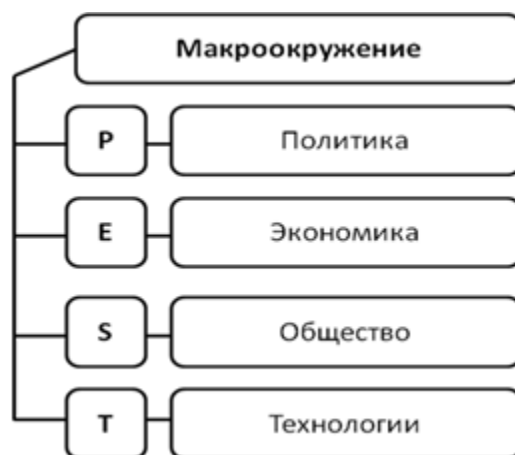 Макроокружение
P Политика
E Экономика
S Общество
T Технологии